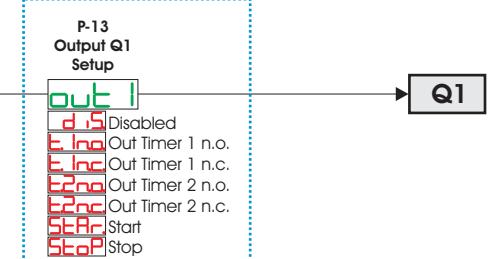 P-13
Output Q1
Setup
out 1
Q1
d iS Disabled
t. 1no Out Timer 1 n.o.
t. 1nc. Out Timer 1 n.c.
t2no. Out Timer 2 n.o.
t2nc. Out Timer 2 n.c.
StAr. Start
StoP Stop